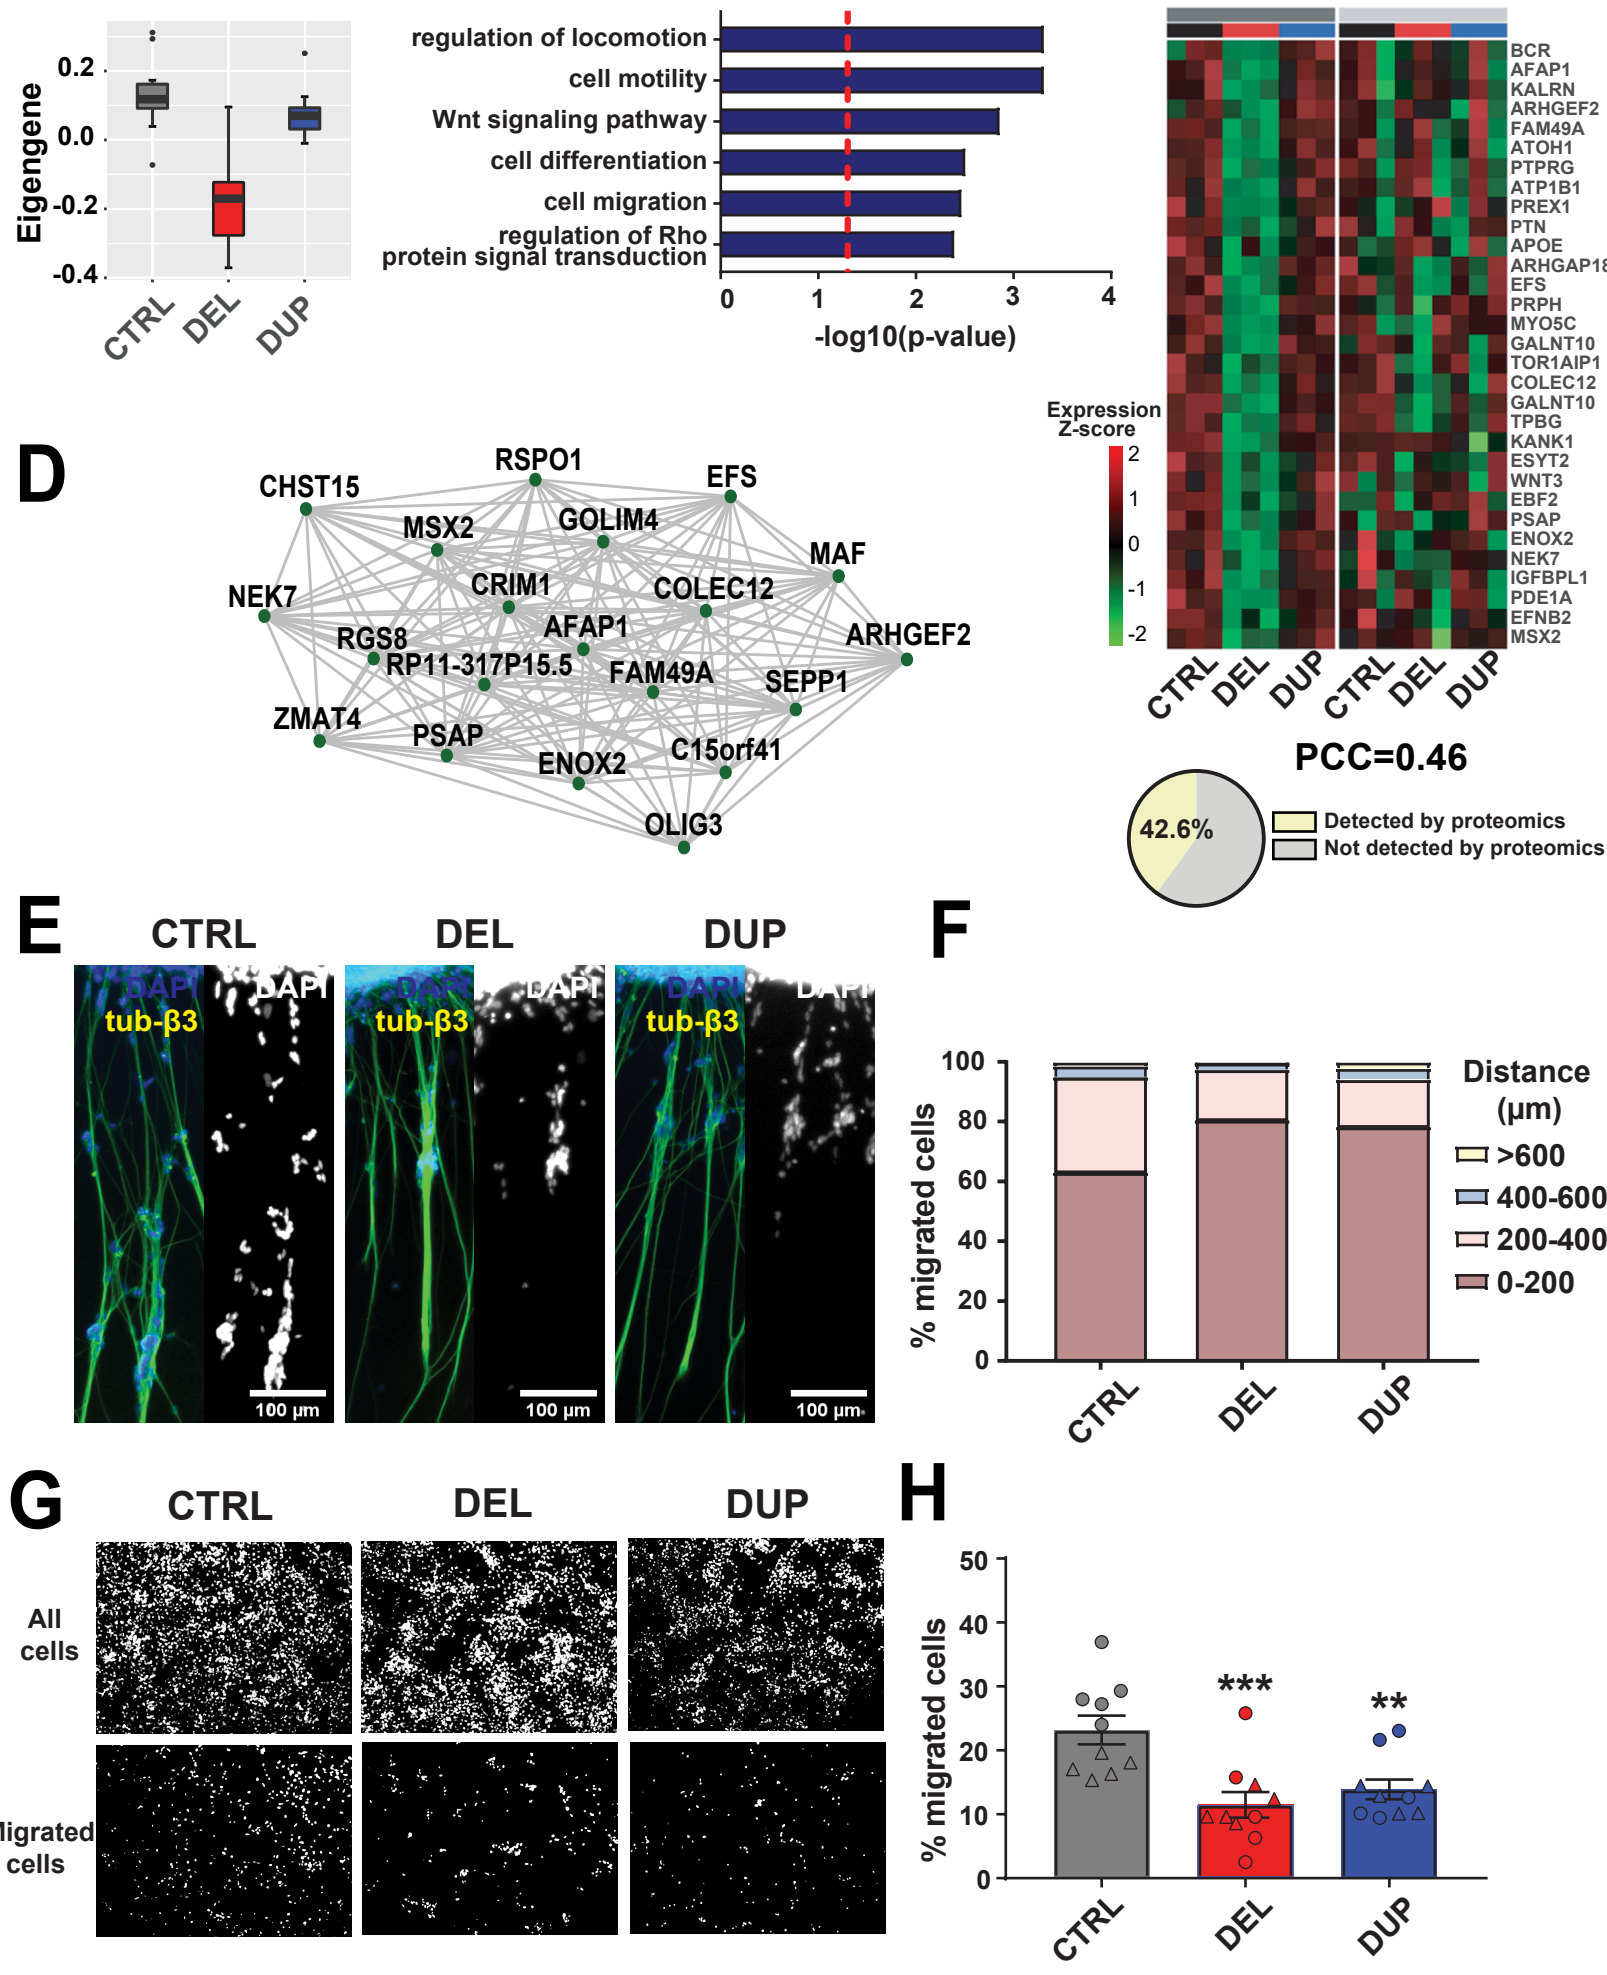 Eigengene
0.2
0.0
-0.2
-0.4
CTRL
DEL
DUP
regulation of locomotion
cell motility
Wnt signaling pathway
cell differentiation
cell migration
regulation of Rho
protein signal transduction
0
1
2
3
4
-log10(p-value)
BCR
AFAP1
KALRN
ARHGEF2
FAM49A
ATOH1
PTPRG
ATP1B1
PREX1
PTN
APOE
ARHGAP18
EFS
PRPH
MYO5C
GALNT10
TOR1AIP1
COLEC12
GALNT10
TPBG
KANK1
ESYT2
WNT3
EBF2
PSAP
ENOX2
NEK7
IGFBPL1
PDE1A
EFNB2
MSX2
CTRL
DEL
DUP
CTRL
DEL
DUP
Expression
Z-score
2
1
0
-1
-2
PCC=0.46
42.6%
Detected by proteomics
Not detected by proteomics
D
RSPO1
EFS
CHST15
GOLIM4
MSX2
MAF
CRIM1
COLEC12
NEK7
AFAP1
ARHGEF2
RGS8
RP11-317P15.5
FAM49A
SEPP1
ZMAT4
PSAP
C15orf41
ENOX2
OLIG3
E
CTRL
DEL
DUP
DAPI
tub-β3
DAPI
100 µm
DAPI
tub-β3
DAPI
100 µm
DAPI
tub-β3
DAPI
100 µm
F
% migrated cells
100
80
60
40
20
0
CTRL
DEL
DUP
Distance
(µm)
>600
400-600
200-400
0-200
G
CTRL
DEL
DUP
All
cells
Migrated
cells
H
% migrated cells
50
40
30
20
10
0
***
**
CTRL
DEL
DUP